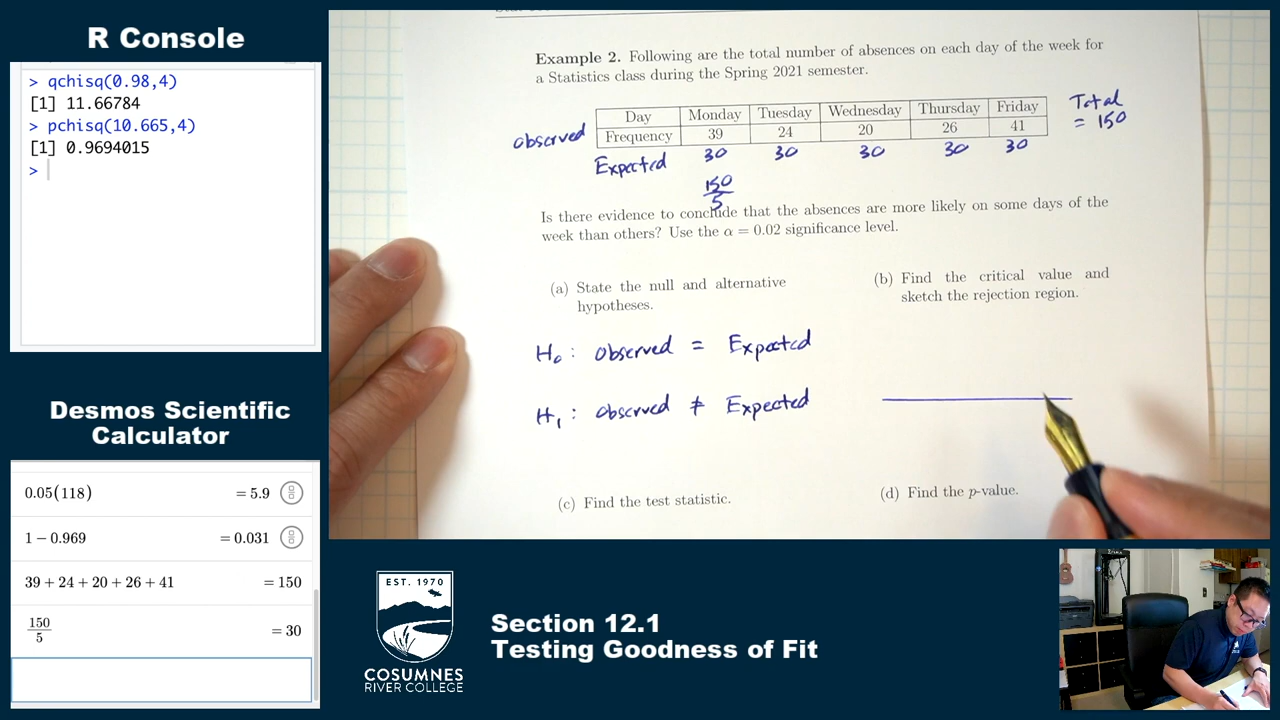 R Console
> qchisq(0.98,4)
[1] 11.66784
> pchisq(10.665,4)
[1] 0.9694015
>
Desmos Scientific
Calculator
0.05(118) = 5.9
1 − 0.969 = 0.031
39 + 24 + 20 + 26 + 41 = 150
150/5 = 30
Example 2. Following are the total number of absences on each day of the week for
a Statistics class during the Spring 2021 semester.
Day Monday Tuesday Wednesday Thursday Friday
Total
observed Frequency 39 24 20 26 41
= 150
Expected 30 30 30 30 30
150
5
Is there evidence to conclude that the absences are more likely on some days of the
week than others? Use the α = 0.02 significance level.
(a) State the null and alternative
hypotheses.
(b) Find the critical value and
sketch the rejection region.
H₀ : Observed = Expected
H₁ : Observed ≠ Expected
(c) Find the test statistic.
(d) Find the p-value.
EST. 1970
COSUMNES
RIVER COLLEGE
Section 12.1
Testing Goodness of Fit